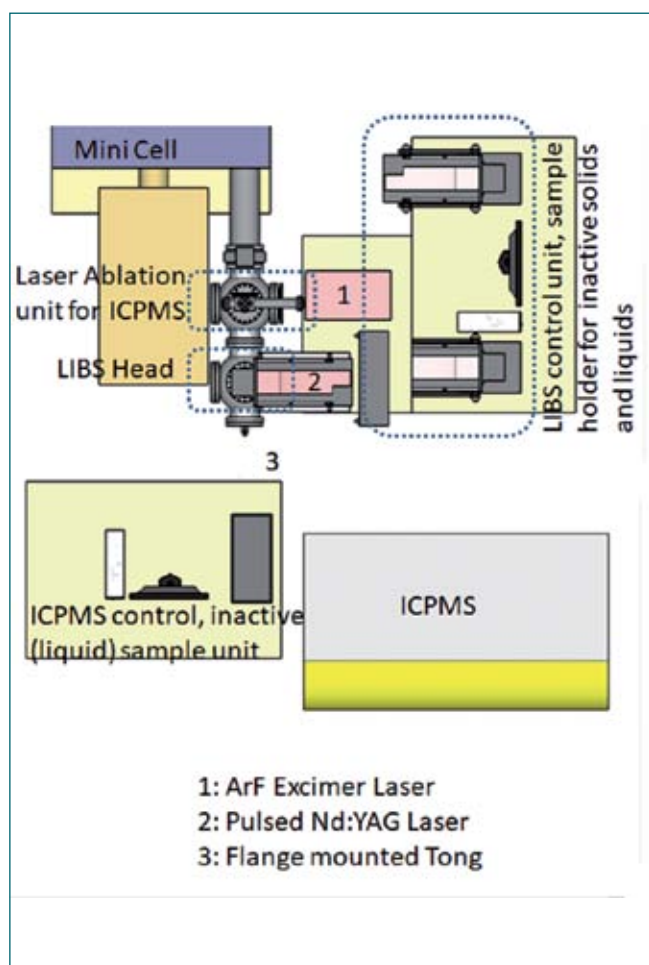 Mini Cell
Laser Ablation
unit for ICPMS
1
LIBS Head
2
LIBS control unit, sample
holder for inactive solids
and liquids
3
ICPMS control, inactive
(liquid) sample unit
ICPMS
1: ArF Excimer Laser
2: Pulsed Nd:YAG Laser
3: Flange mounted Tong